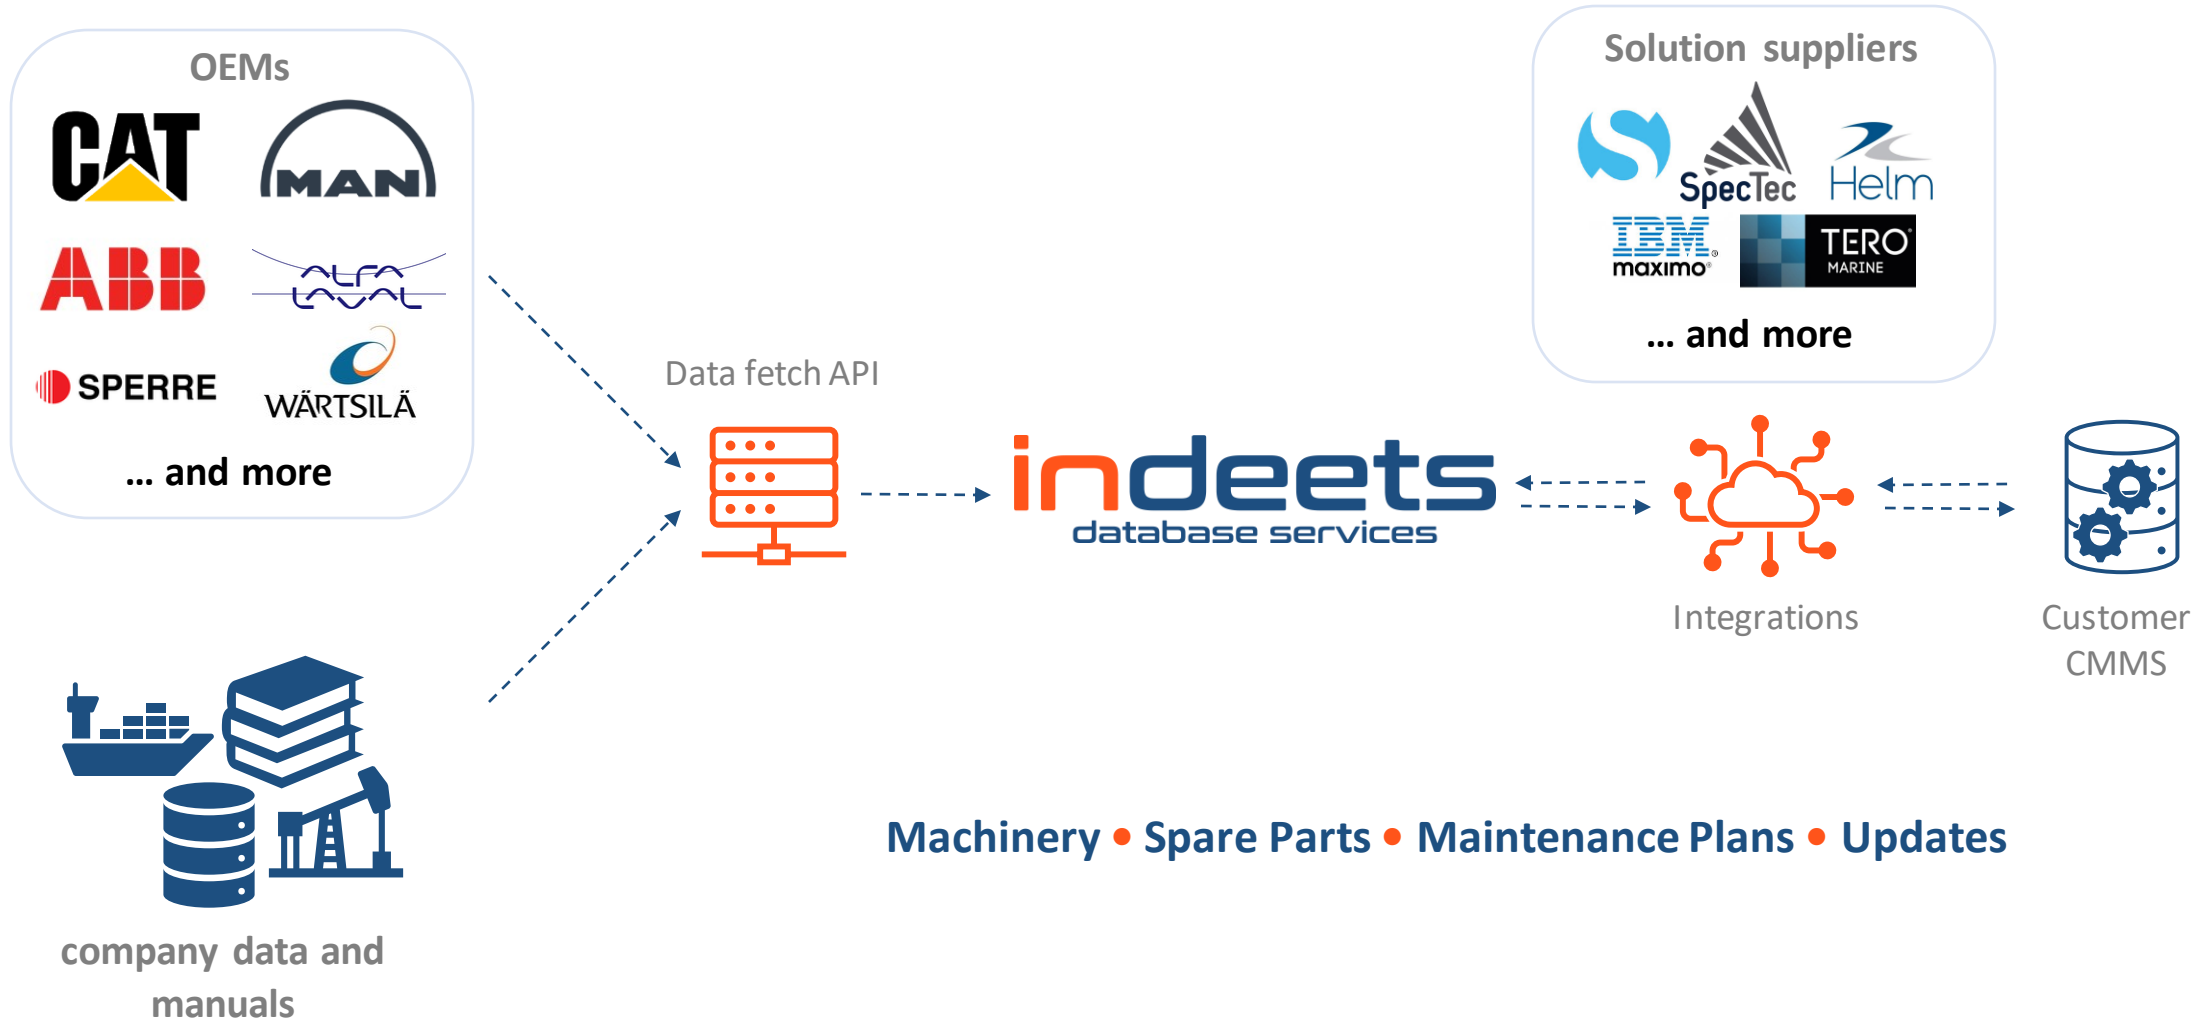 OEMs
CAT
MAN
ABB
ALFA
LAVAL
SPERRE
WÄRTSILÄ
... and more
company data and
manuals
Data fetch API
indeets
database services
Solution suppliers
S
SpecTec
Helm
IBM®
maximo®
TERO®
MARINE
... and more
Integrations
Customer
CMMS
Machinery • Spare Parts • Maintenance Plans • Updates